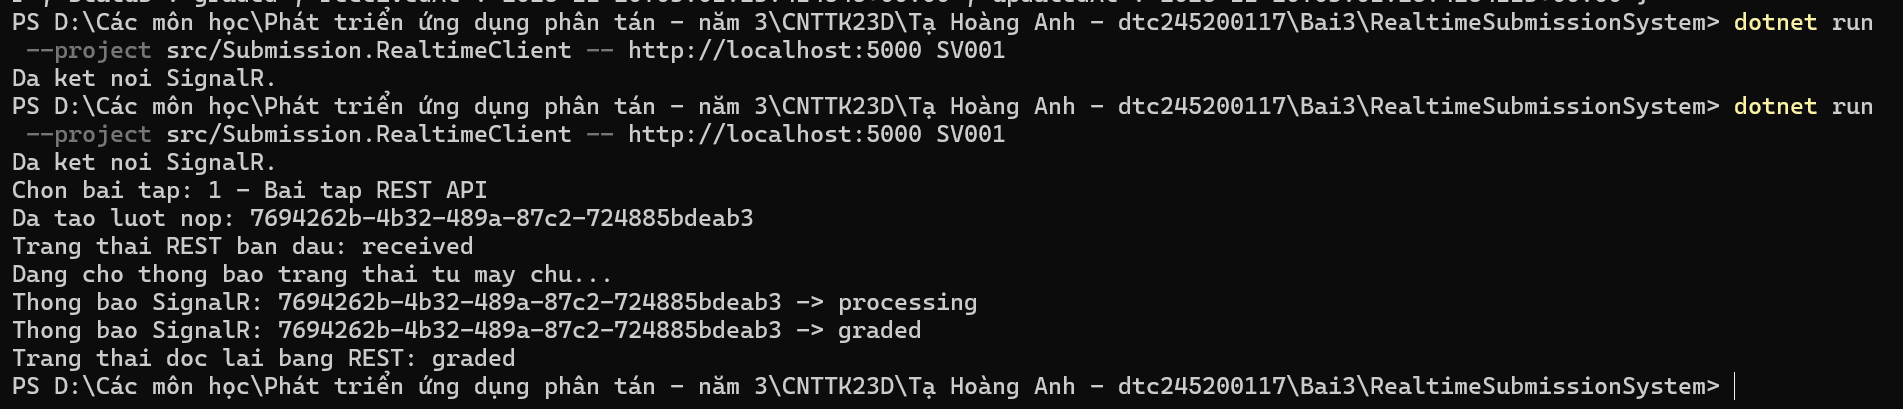 PS D:\Các môn học\Phát triển ứng dụng phân tán - năm 3\CNTTK23D\Tạ Hoàng Anh - dtc245200117\Bai3\RealtimeSubmissionSystem> dotnet run
--project src/Submission.RealtimeClient -- http://localhost:5000 SV001
Da ket noi SignalR.
PS D:\Các môn học\Phát triển ứng dụng phân tán - năm 3\CNTTK23D\Tạ Hoàng Anh - dtc245200117\Bai3\RealtimeSubmissionSystem> dotnet run
--project src/Submission.RealtimeClient -- http://localhost:5000 SV001
Da ket noi SignalR.
Chon bai tap: 1 - Bai tap REST API
Da tao luot nop: 7694262b-4b32-489a-87c2-724885bdeab3
Trang thai REST ban dau: received
Dang cho thong bao trang thai tu may chu...
Thong bao SignalR: 7694262b-4b32-489a-87c2-724885bdeab3 -> processing
Thong bao SignalR: 7694262b-4b32-489a-87c2-724885bdeab3 -> graded
Trang thai doc lai bang REST: graded
PS D:\Các môn học\Phát triển ứng dụng phân tán - năm 3\CNTTK23D\Tạ Hoàng Anh - dtc245200117\Bai3\RealtimeSubmissionSystem>